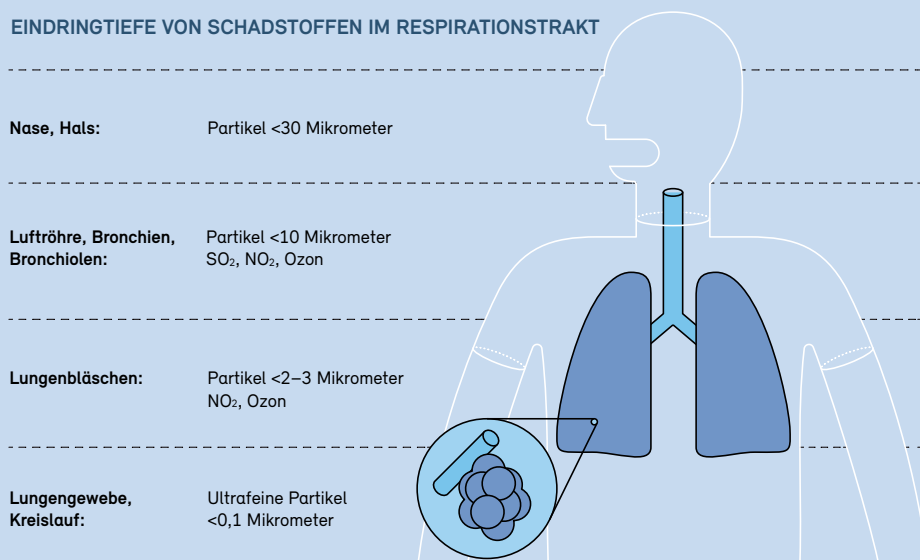 EINDRINGTIEFE VON SCHADSTOFFEN IM RESPIRATIONSTRAKT
Nase, Hals: Partikel <30 Mikrometer
Luftröhre, Bronchien, Partikel <10 Mikrometer
Bronchiolen: SO₂, NO₂, Ozon
Lungenbläschen: Partikel <2–3 Mikrometer
NO₂, Ozon
Lungengewebe, Ultrafeine Partikel
Kreislauf: <0,1 Mikrometer